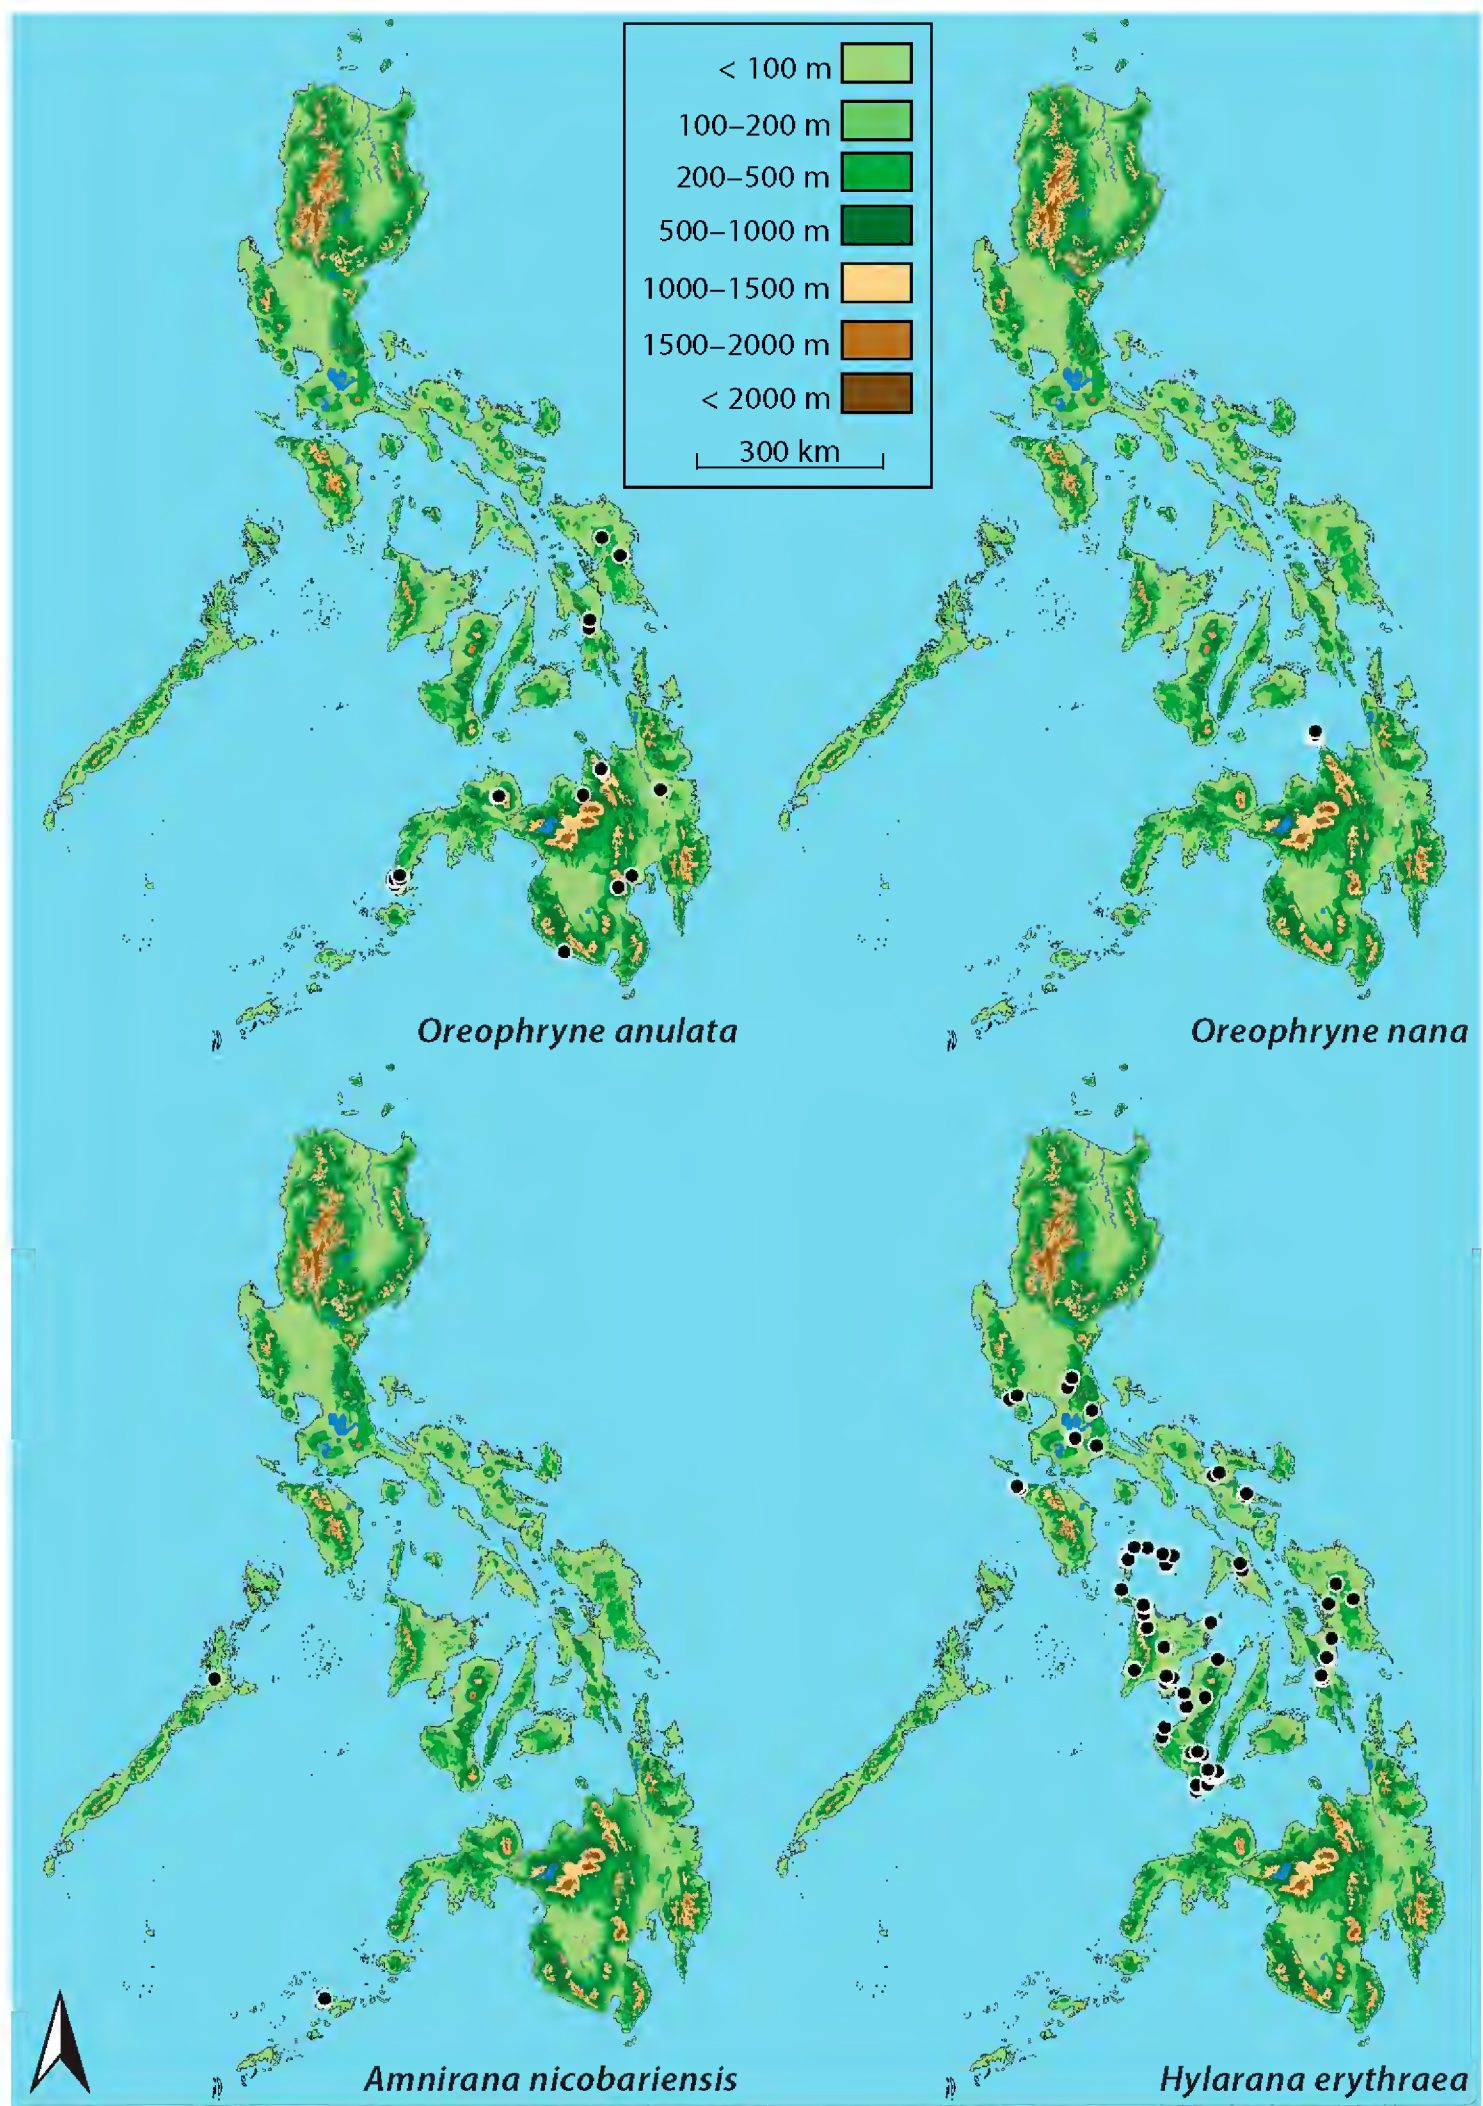 < 100 m
100–200 m
200–500 m
500–1000 m
1000–1500 m
1500–2000 m
< 2000 m
300 km
Oreophryne anulata
Oreophryne nana
Amnirana nicobariensis
Hylarana erythraea